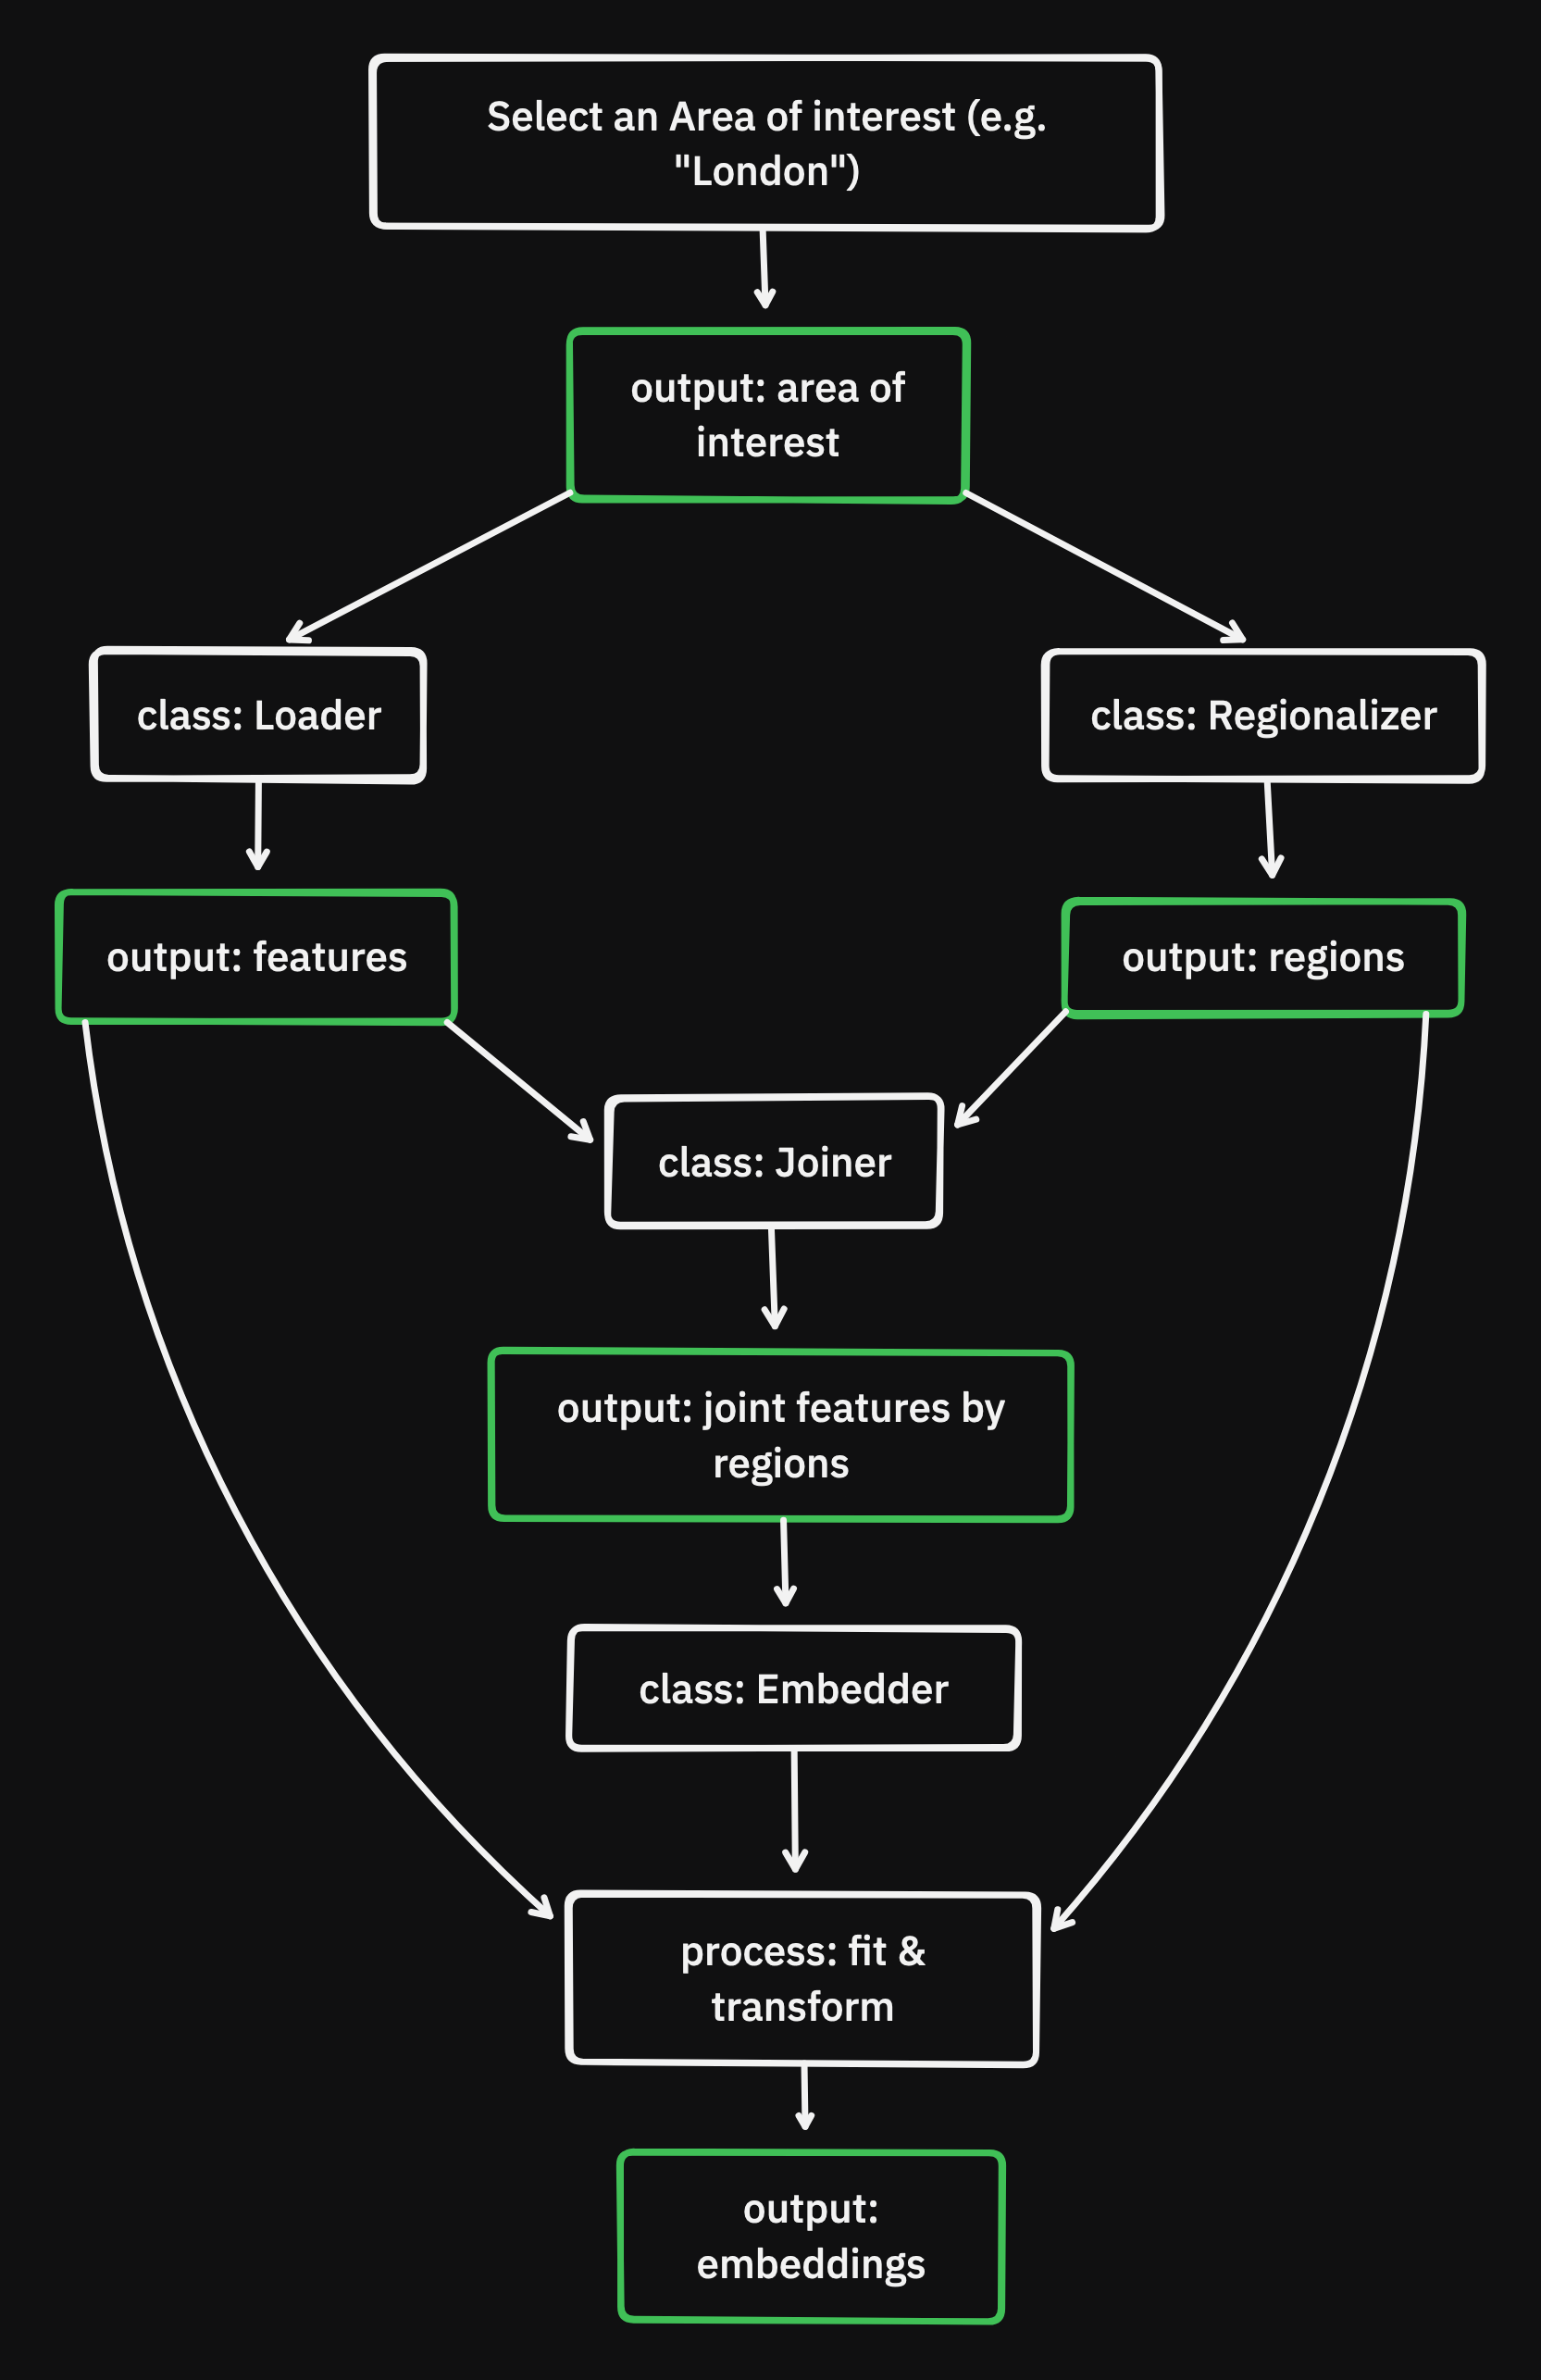 Select an Area of interest (e.g.
"London")
output: area of
interest
class: Loader
class: Regionalizer
output: features
output: regions
class: Joiner
output: joint features by
regions
class: Embedder
process: fit &
transform
output:
embeddings